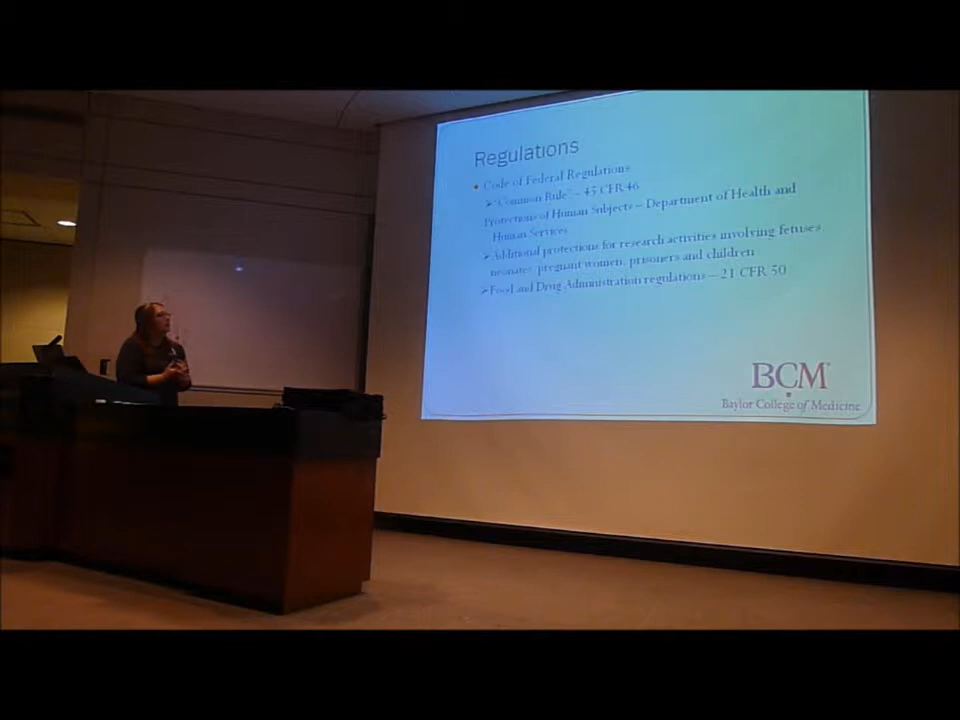 Regulations
• Code of Federal Regulations
➢ "Common Rule" – 45 CFR 46
Protections of Human Subjects – Department of Health and
Human Services
➢ Additional protections for research activities involving fetuses
neonates, pregnant women, prisoners and children
➢ Food and Drug Administration regulations – 21 CFR 50
BCM
Baylor College of Medicine